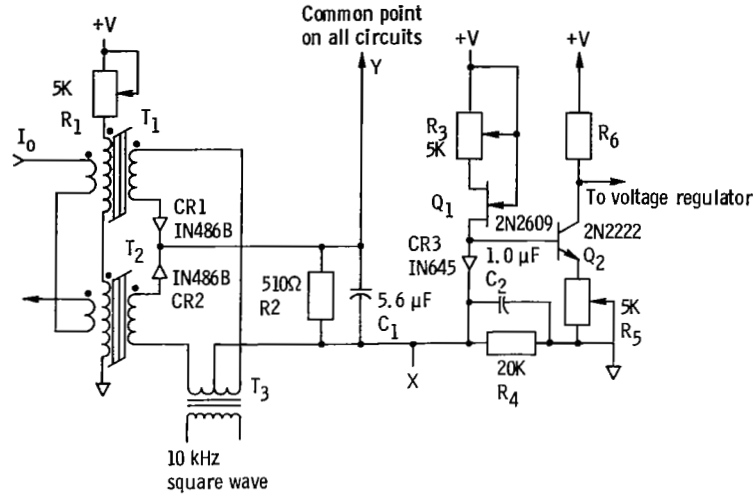 Common point
on all circuits
+V
+V
+V
Y
5K
R1
T1
I0
R3
5K
R6
Q1
2N2609
To voltage regulator
2N2222
Q2
CR1
IN486B
T2
IN486B
CR2
510Ω
R2
5.6 μF
C1
CR3
IN645
1.0 μF
C2
5K
R5
20K
R4
X
T3
10 kHz
square wave